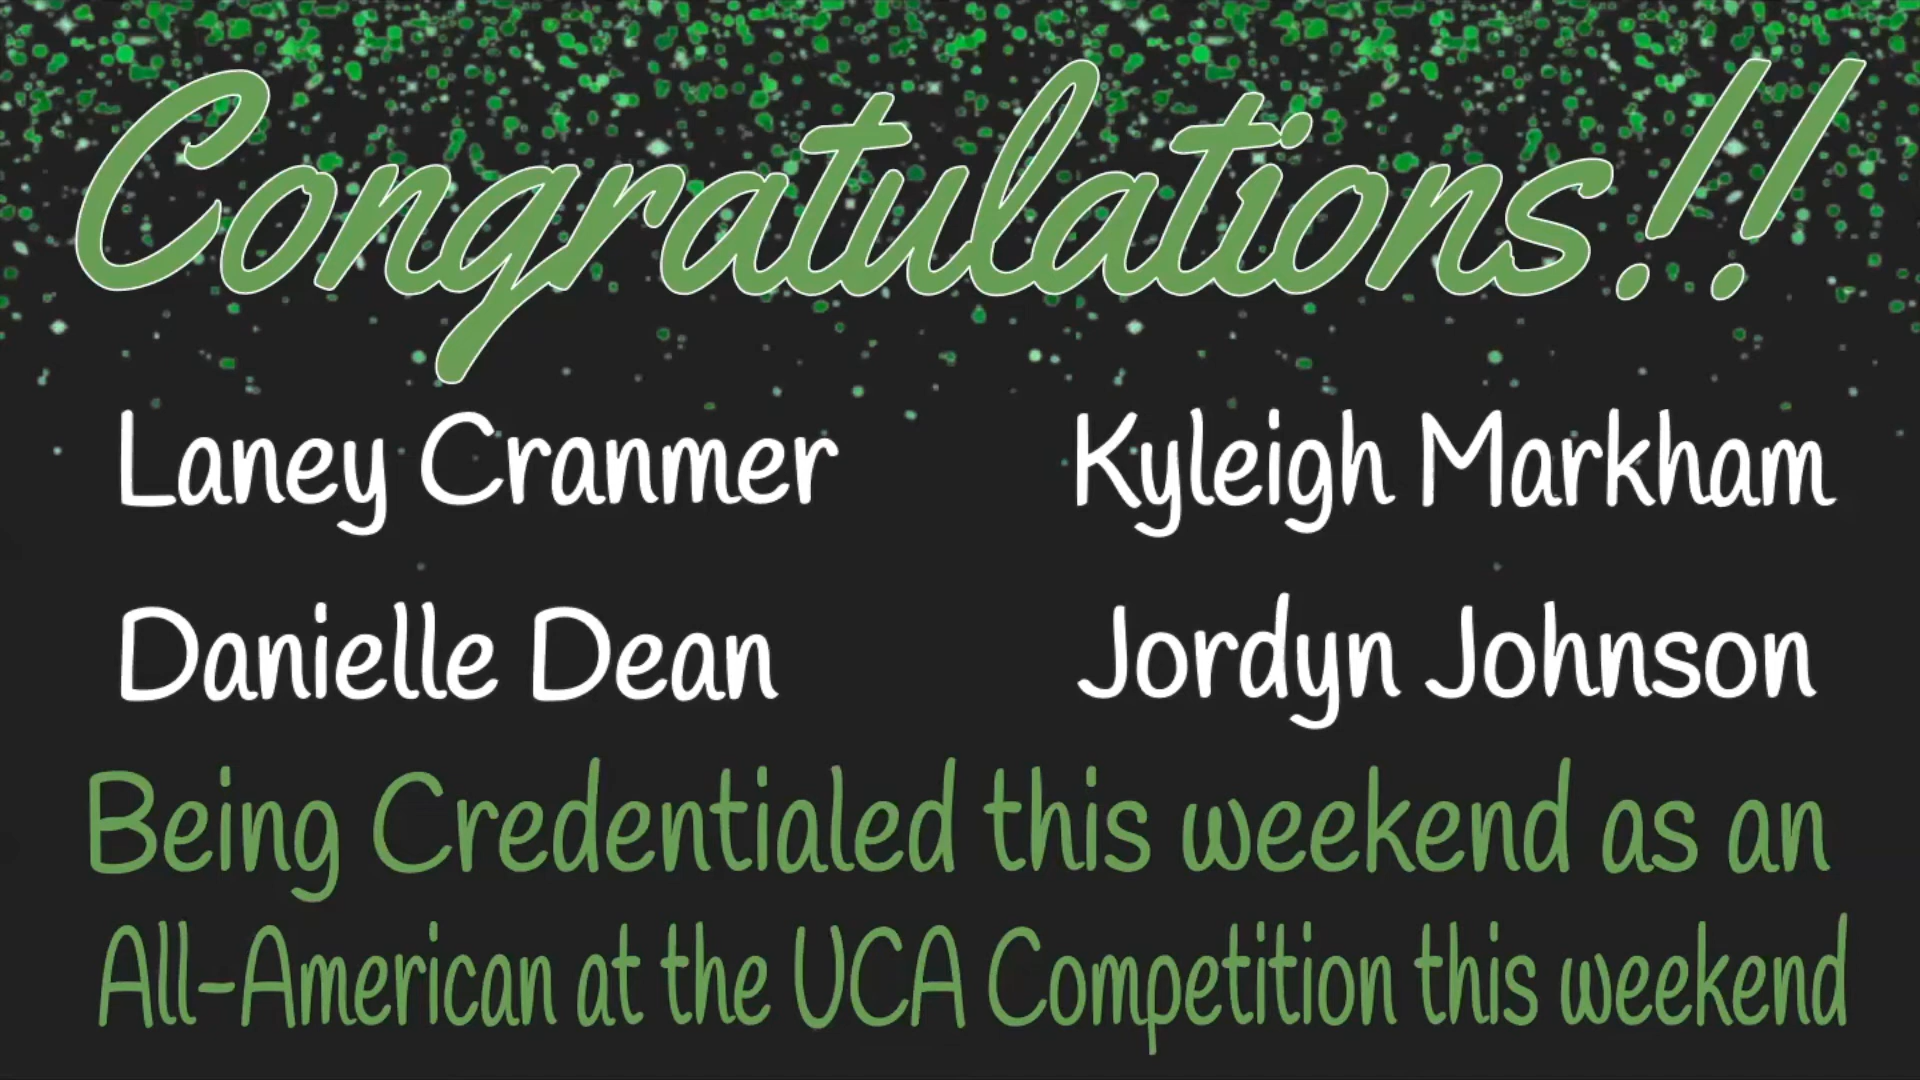 Congratulations!!
Laney Cranmer Kyleigh Markham
Danielle Dean Jordyn Johnson
Being Credentialed this weekend as an
All-American at the UCA Competition this weekend